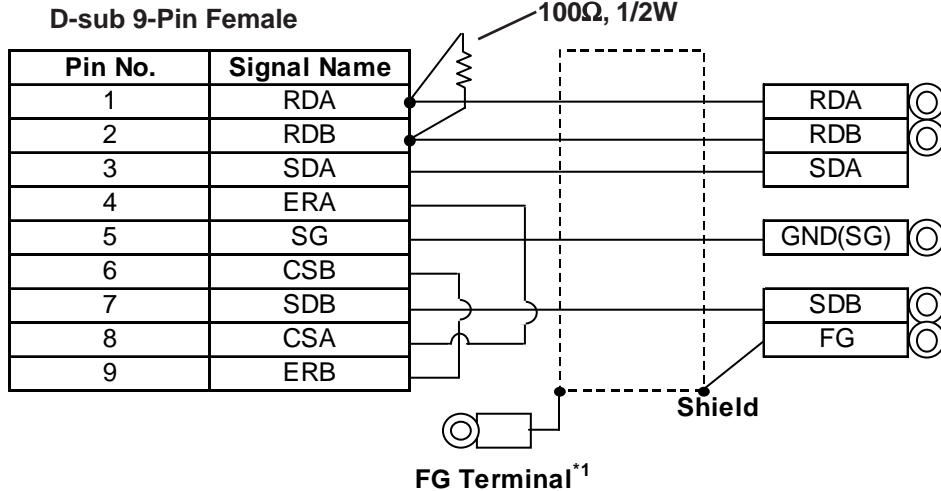 D-sub 9-Pin Female
100Ω, 1/2W
Pin No. Signal Name
1 RDA
2 RDB
3 SDA
4 ERA
5 SG
6 CSB
7 SDB
8 CSA
9 ERB
RDA
RDB
SDA
GND(SG)
SDB
FG
Shield
FG Terminal*1